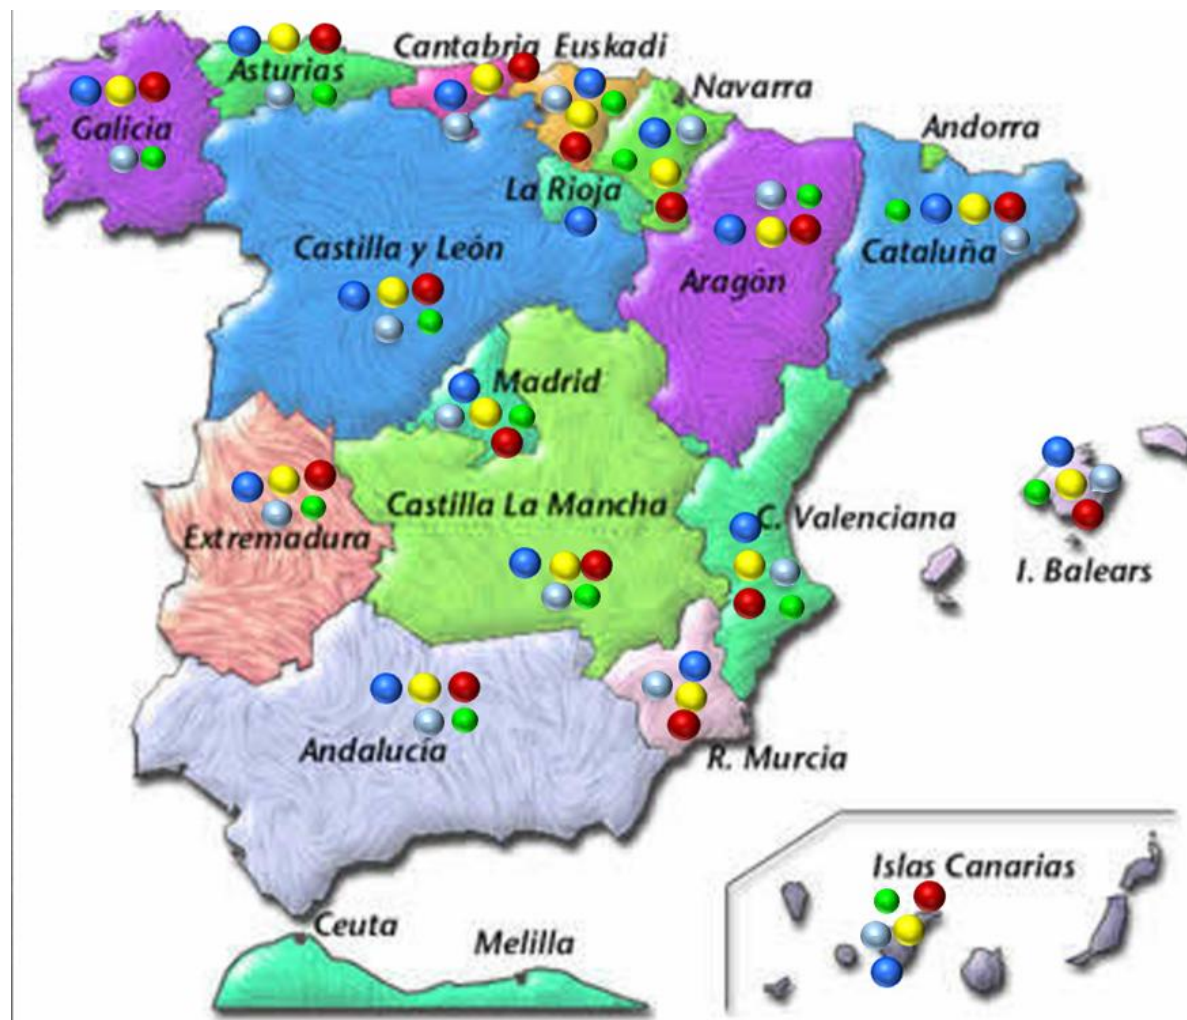 Cantabria
Euskadi
Asturias
Navarra
Galicia
Andorra
La Rioja
Castilla y León
Cataluña
Aragón
Madrid
Castilla La Mancha
C. Valenciana
Extremadura
I. Balears
Andalucía
R. Murcia
Islas Canarias
Ceuta
Melilla